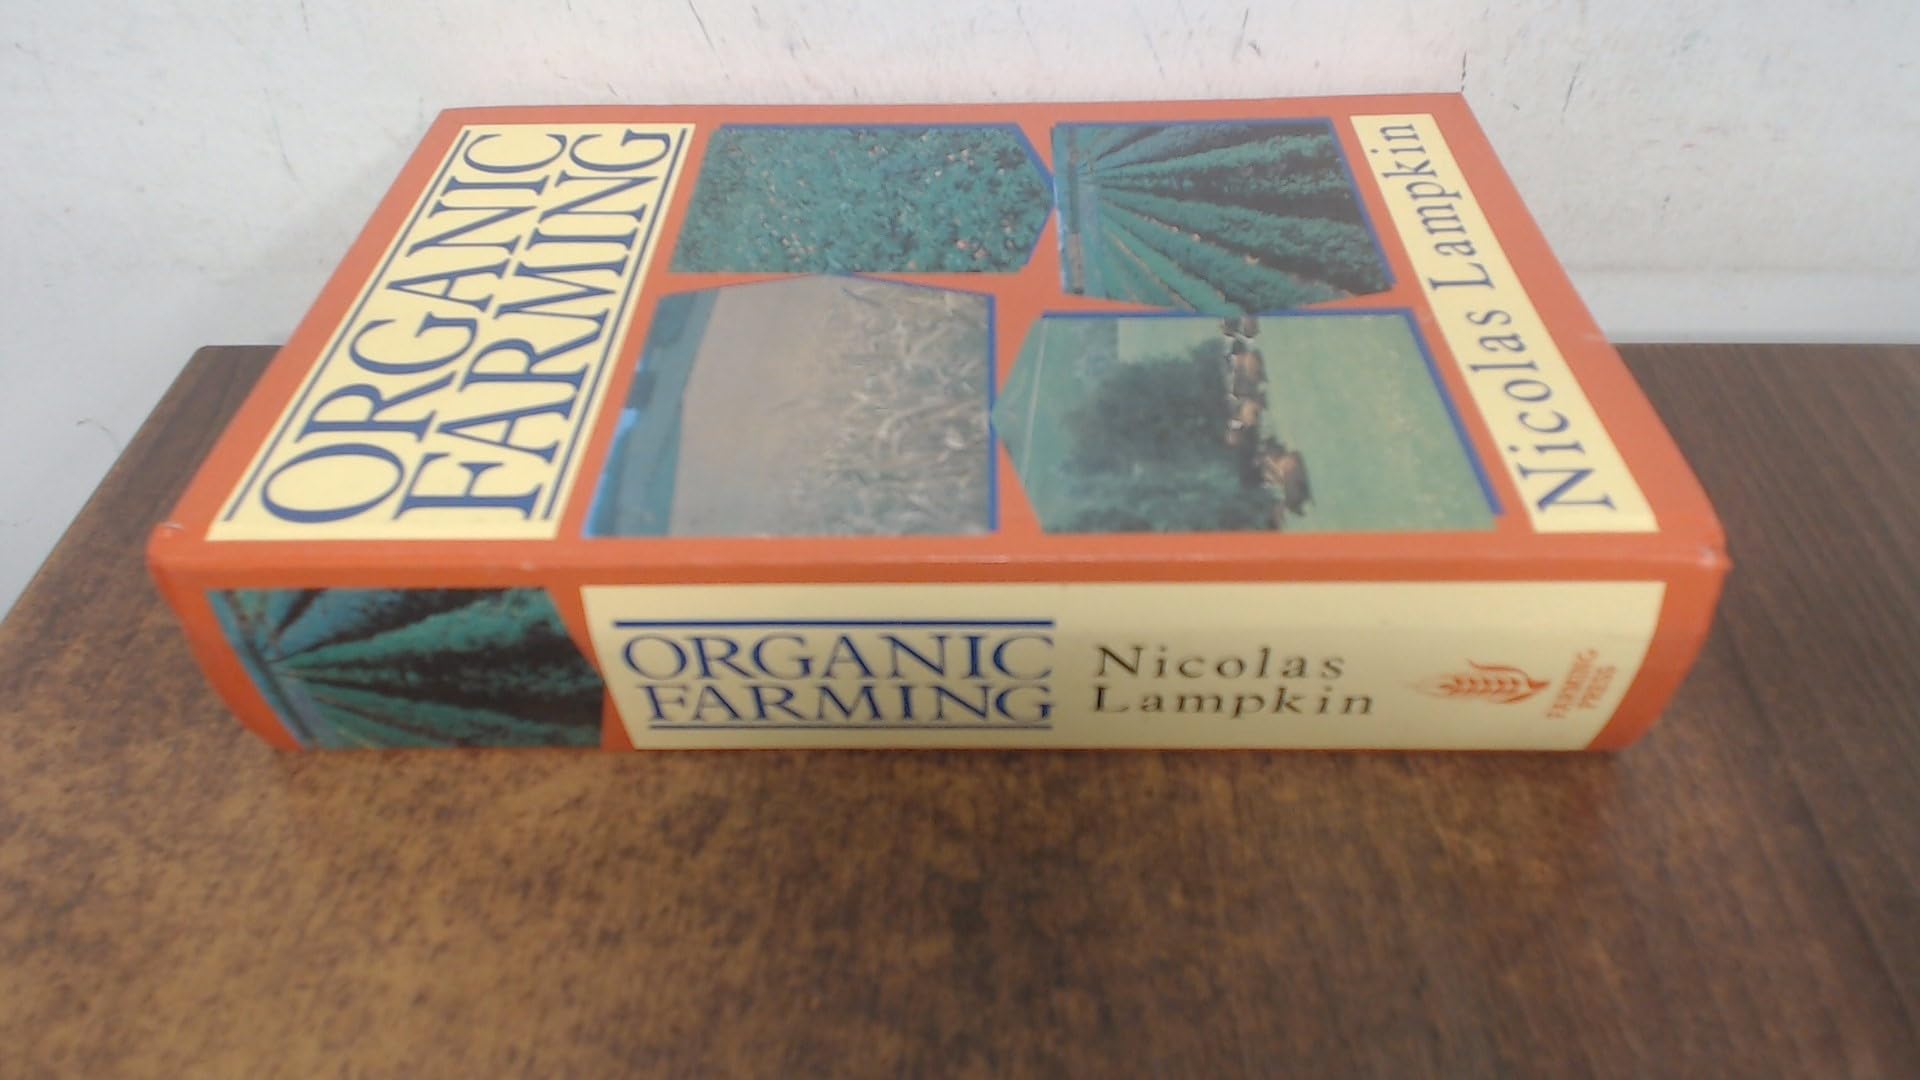 ORGANIC
FARMING
Nicolas Lampkin
ORGANIC
FARMING
Nicolas
Lampkin
FARMING
PRESS